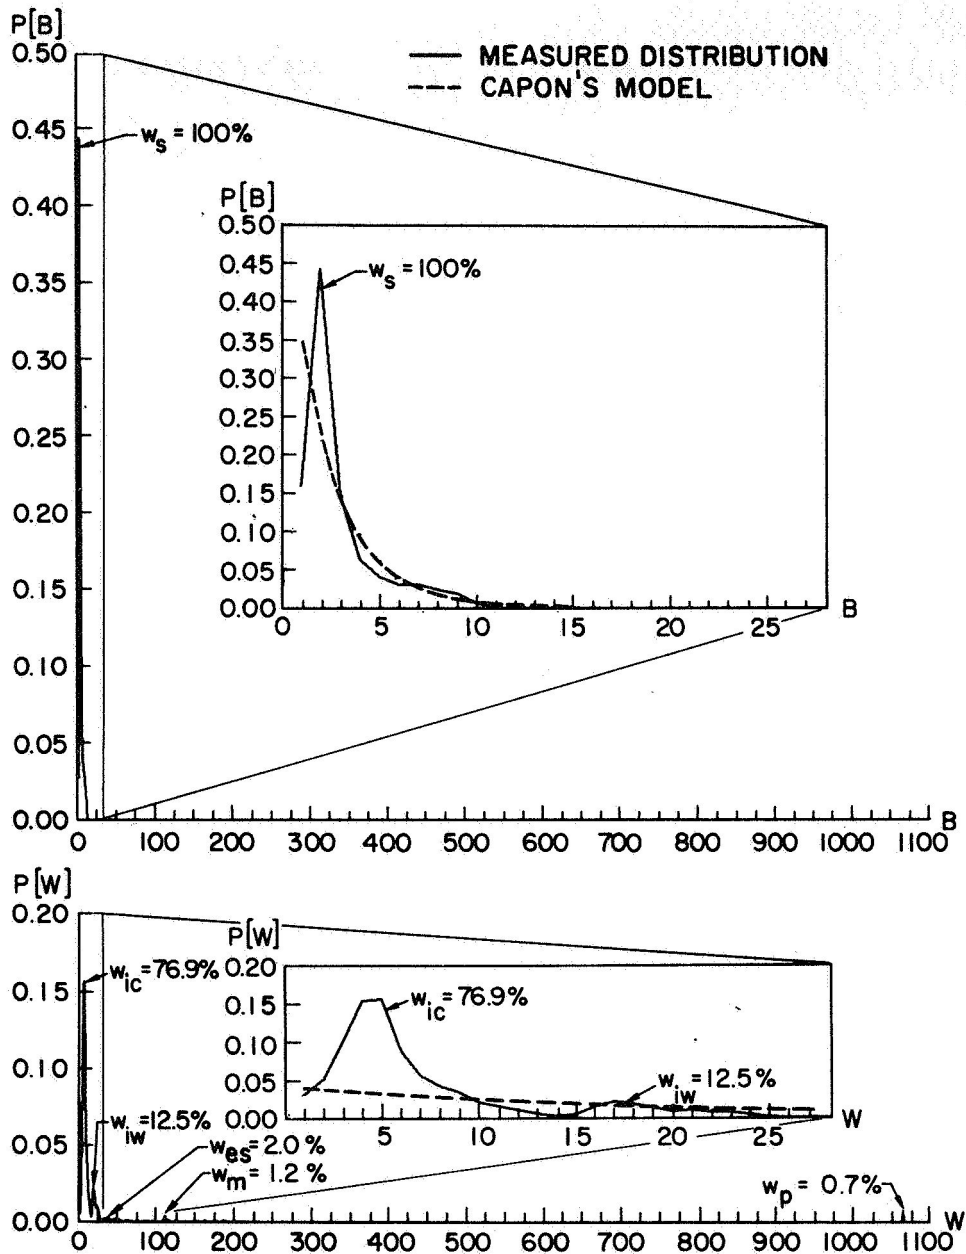 P[B]
0.50
— MEASURED DISTRIBUTION
--- CAPON'S MODEL
0.45
w_s = 100%
0.40
P[B]
0.50
0.45
w_s = 100%
0.40
0.35
0.30
0.25
0.20
0.15
0.10
0.05
0.00
0 5 10 15 20 25 B
0.35
0.30
0.25
0.20
0.15
0.10
0.05
0.00
0 100 200 300 400 500 600 700 800 900 1000 1100 B
P[W]
0.20
w_ic = 76.9%
0.15
0.10
w_iw = 12.5%
0.05
w_es = 2.0%
w_m = 1.2%
0.00
P[W]
0.20
w_ic = 76.9%
0.15
0.10
0.05
w_iw = 12.5%
0.00
5 10 15 20 25 W
w_p = 0.7%
0 100 200 300 400 500 600 700 800 900 1000 1100 W